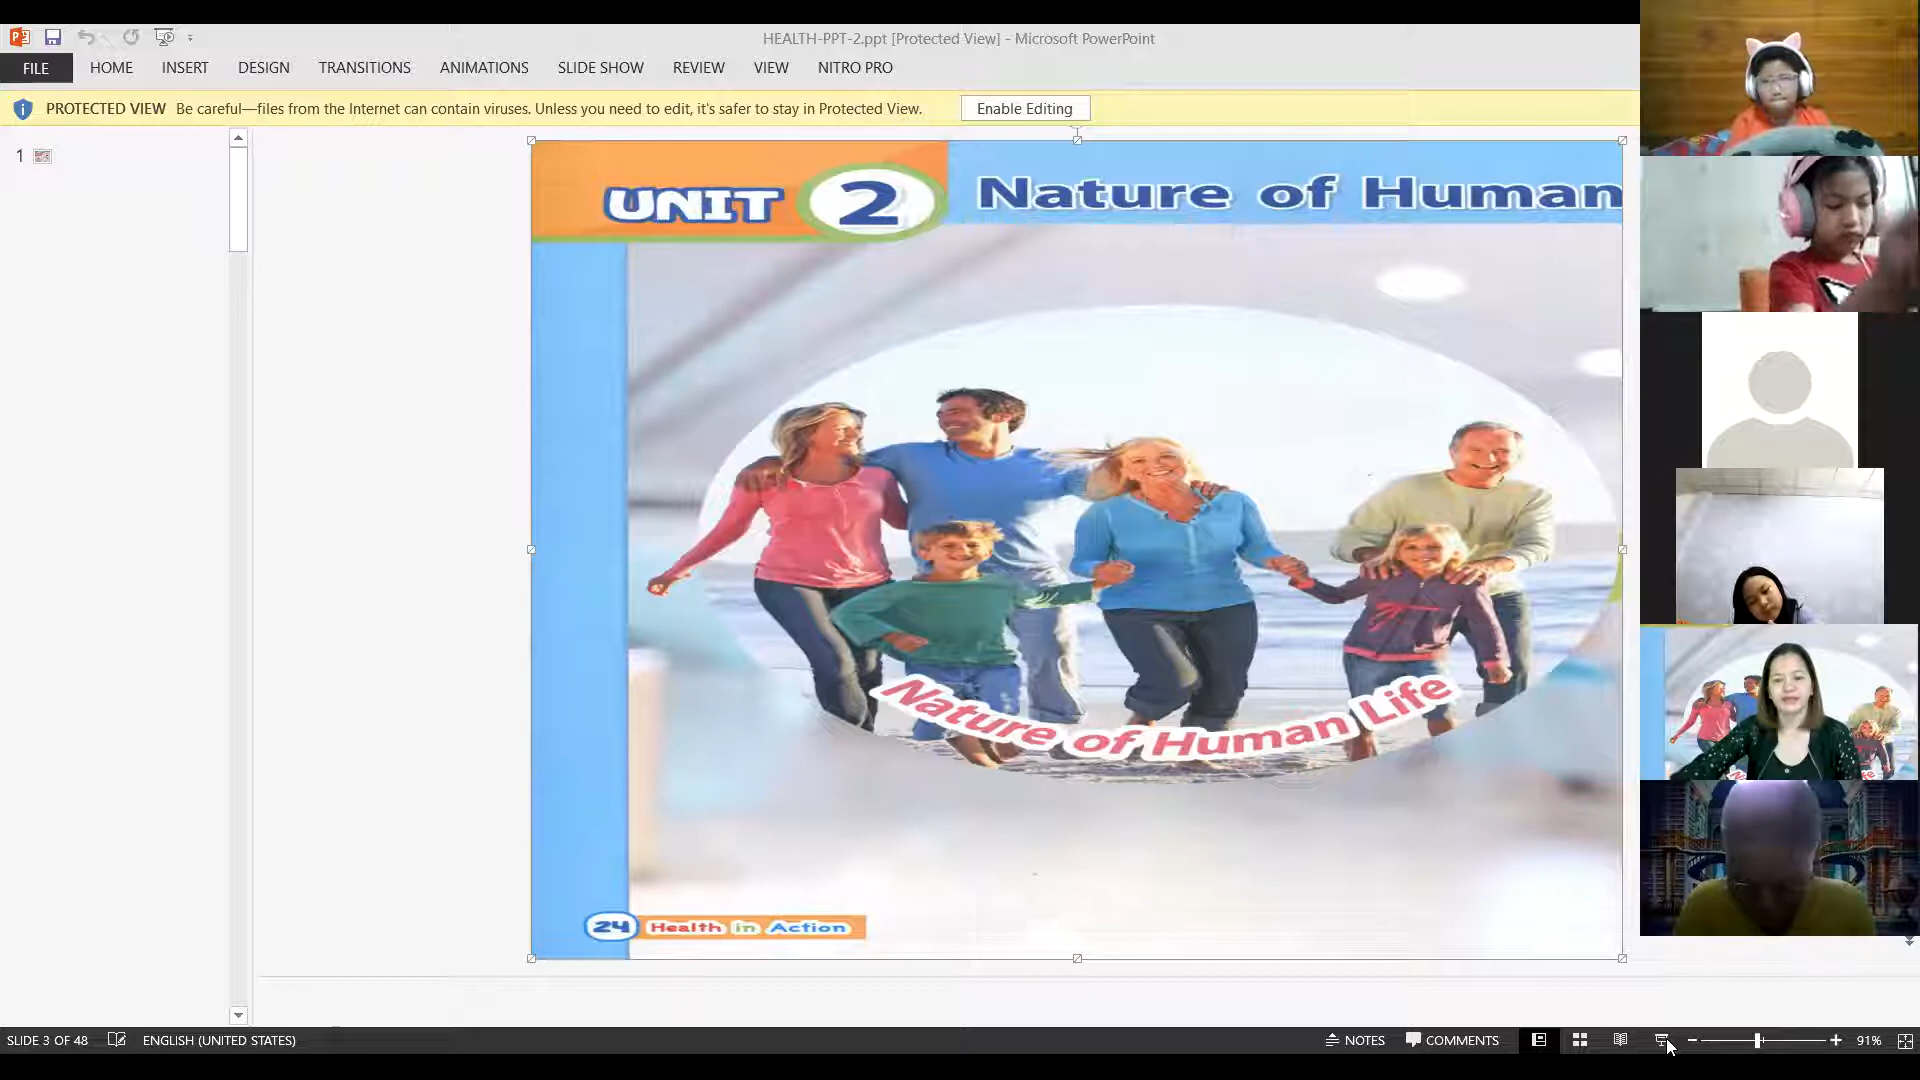 HEALTH-PPT-2.ppt [Protected View] - Microsoft PowerPoint
FILE HOME INSERT DESIGN TRANSITIONS ANIMATIONS SLIDE SHOW REVIEW VIEW NITRO PRO
PROTECTED VIEW Be careful—files from the Internet can contain viruses. Unless you need to edit, it's safer to stay in Protected View. Enable Editing
1
UNIT 2 Nature of Human
Nature of Human Life
24 Health in Action
SLIDE 3 OF 48 ENGLISH (UNITED STATES) NOTES COMMENTS 91%